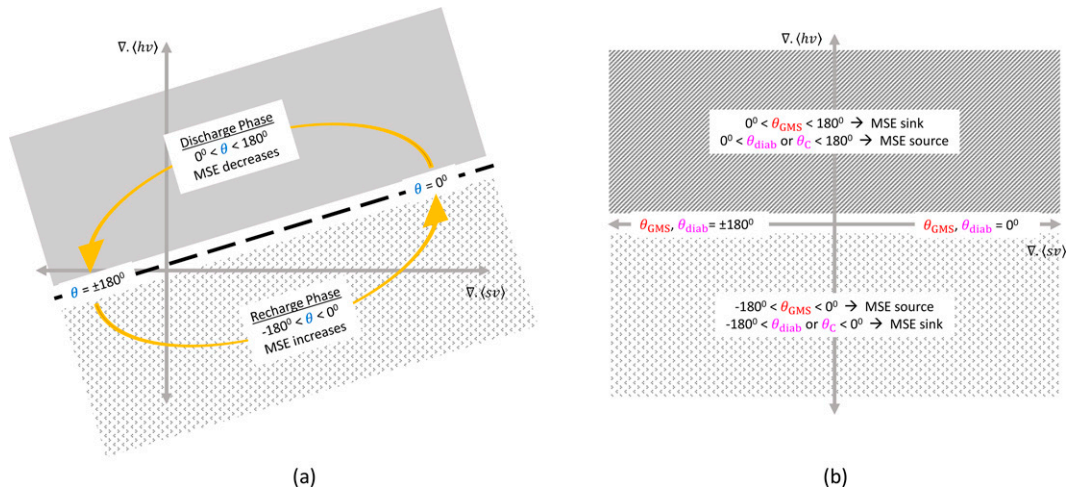 ∇. ⟨hv⟩
Discharge Phase
0⁰ < θ < 180⁰
MSE decreases
θ = 0⁰
θ = ±180⁰
∇. ⟨sv⟩
Recharge Phase
-180⁰ < θ < 0⁰
MSE increases
(a)
∇. ⟨hv⟩
0⁰ < θGMS < 180⁰ → MSE sink
0⁰ < θdiab or θC < 180⁰ → MSE source
θGMS, θdiab = ±180⁰
θGMS, θdiab = 0⁰
∇. ⟨sv⟩
-180⁰ < θGMS < 0⁰ → MSE source
-180⁰ < θdiab or θC < 0⁰ → MSE sink
(b)